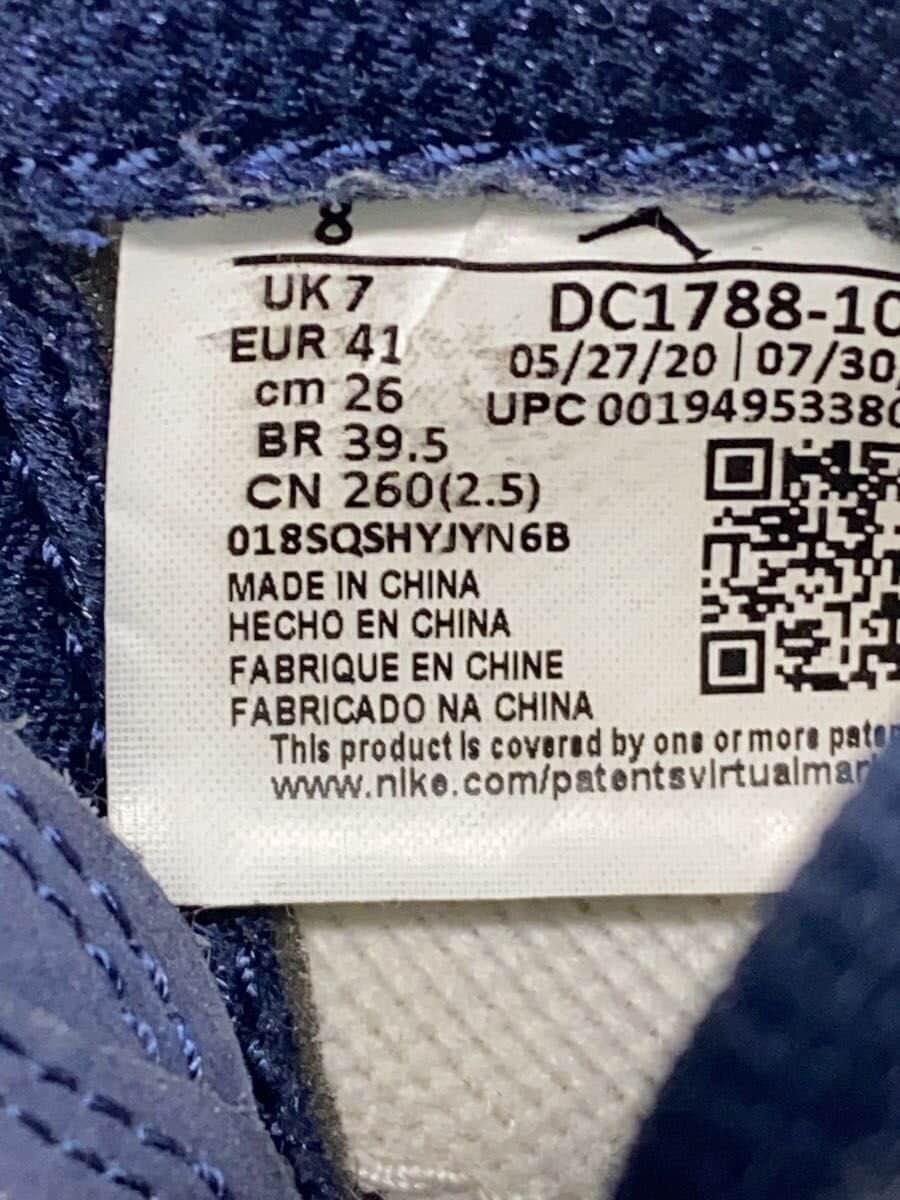 8
UK 7
EUR 41
cm 26
BR 39.5
CN 260(2.5)
018SQSHYJYN6B
MADE IN CHINA
HECHO EN CHINA
FABRIQUE EN CHINE
FABRICADO NA CHINA
DC1788-10
05/27/20 | 07/30/
UPC 0019495338
This product is covered by one or more
www.nike.com/patentsvirtualmar